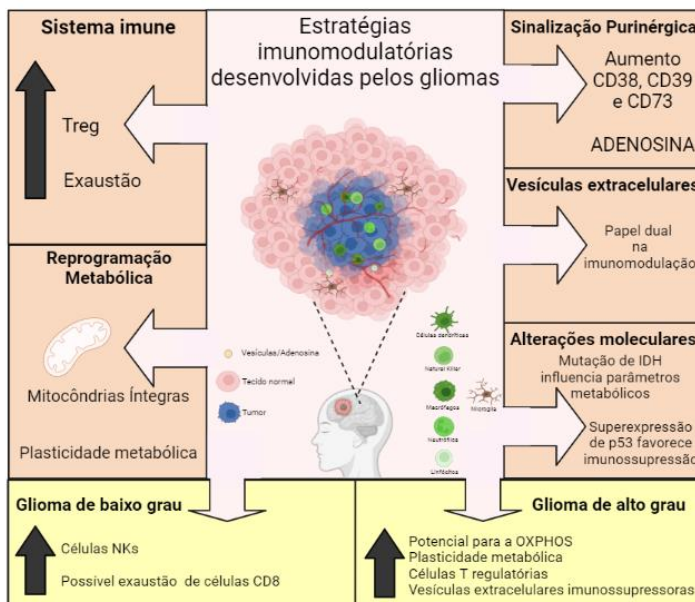 Sistema imune
Treg
Exaustão
Reprogramação
Metabólica
Mitocôndrias Íntegras
Plasticidade metabólica
Estratégias
imunomodulatórias
desenvolvidas pelos gliomas
Vesículas/Adenosina
Tecido normal
Tumor
Células dendríticas
Natural Killer
Macrófagos
Microglia
Neutrófilos
Linfócitos
Sinalização Purinérgica
Aumento
CD38, CD39
e CD73
ADENOSINA
Vesículas extracelulares
Papel dual
na
imunomodulação
Alterações moleculares
Mutação de IDH
influencia parâmetros
metabólicos
Superexpressão
de p53 favorece
imunossupressão
Glioma de baixo grau
Células NKs
Possível exaustão de células CD8
Glioma de alto grau
Potencial para a OXPHOS
Plasticidade metabólica
Células T regulatórias
Vesículas extracelulares imunossupressoras